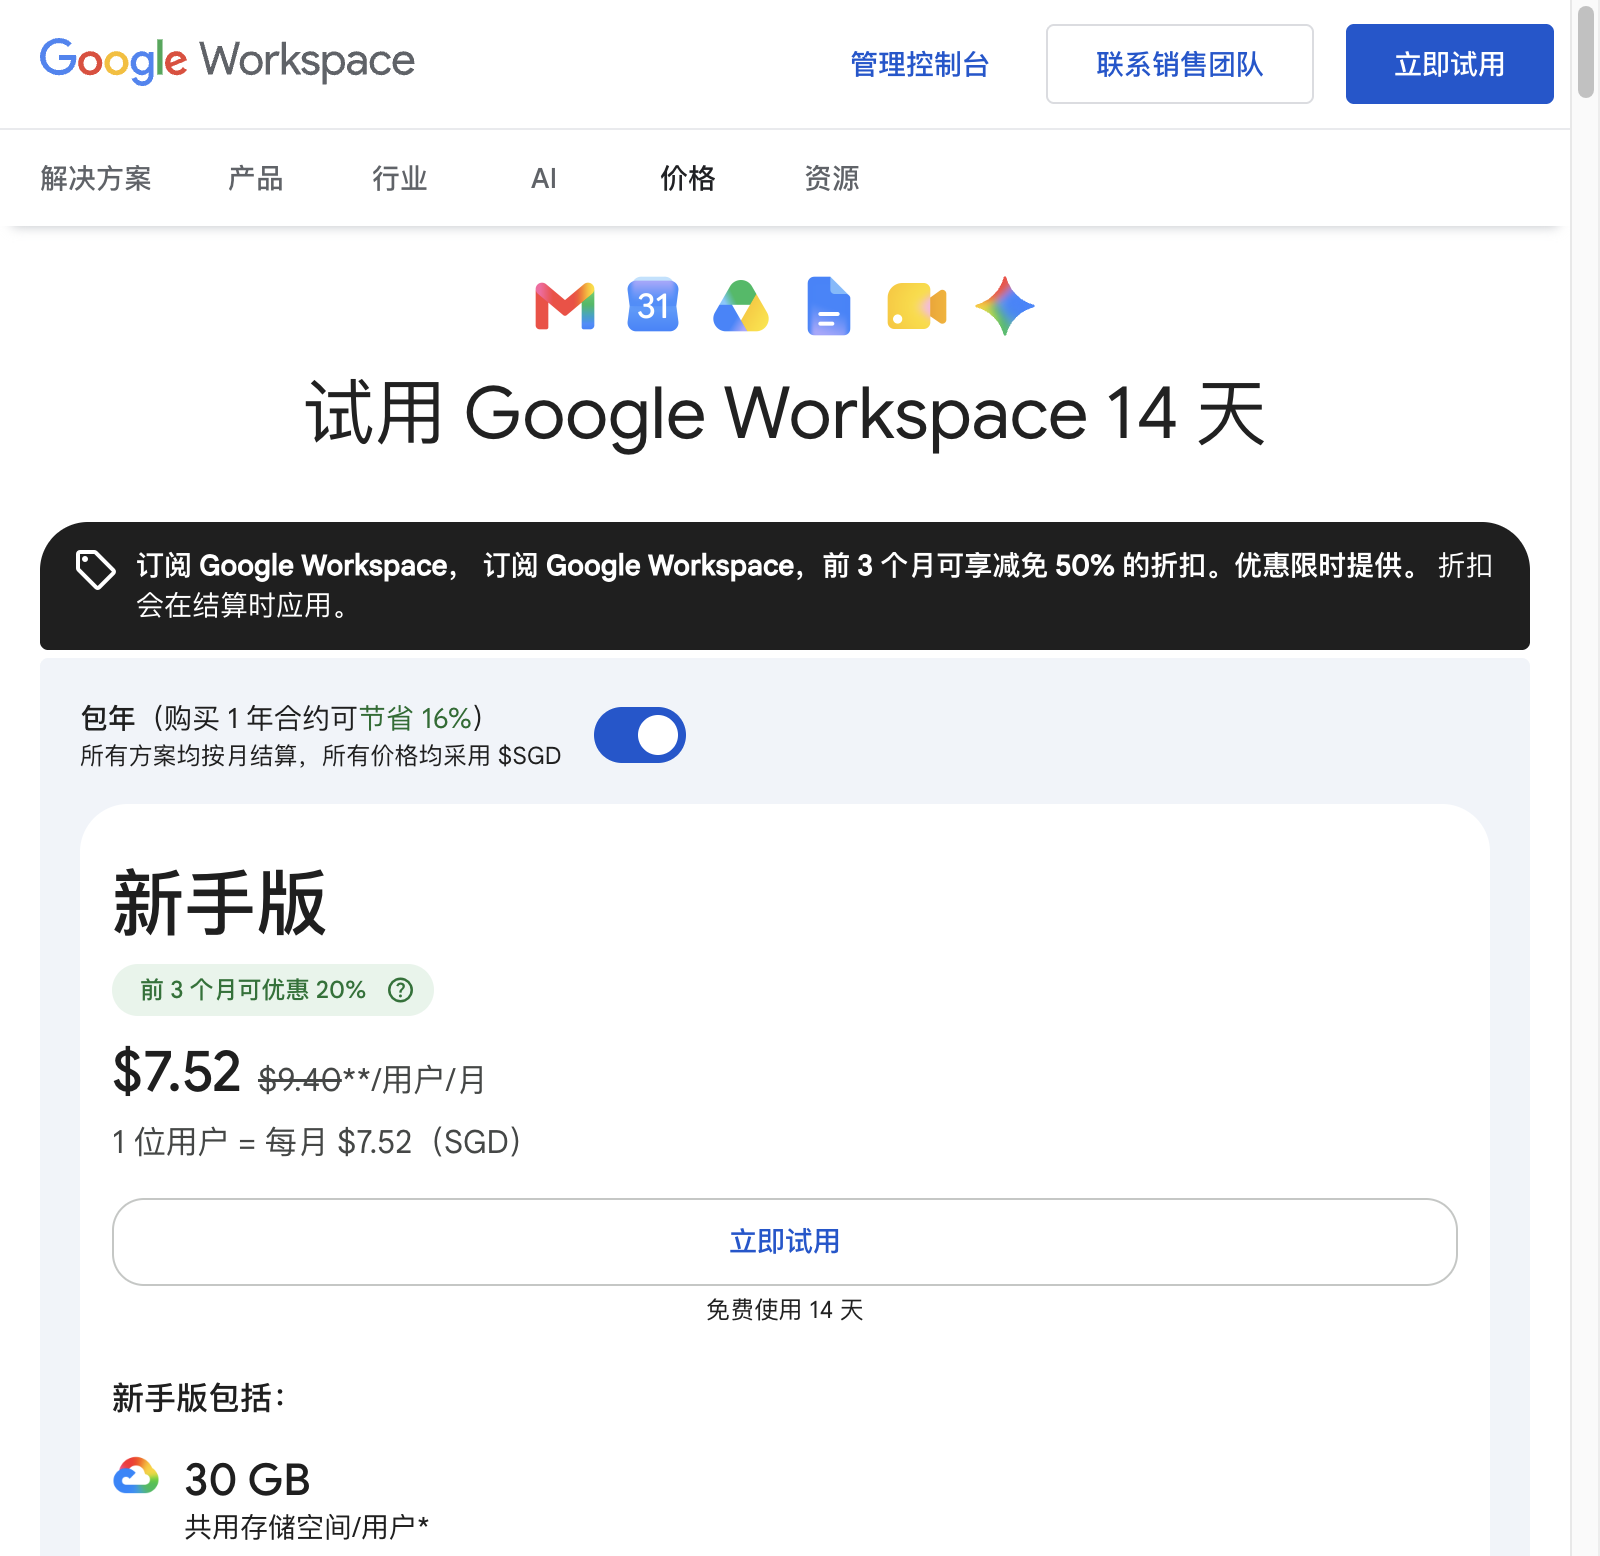 Google Workspace
管理控制台
联系销售团队
立即试用
解决方案
产品
行业
AI
价格
资源
31
试用 Google Workspace 14 天
订阅 Google Workspace， 订阅 Google Workspace，前 3 个月可享减免 50% 的折扣。优惠限时提供。 折扣
会在结算时应用。
包年（购买 1 年合约可节省 16%）
所有方案均按月结算，所有价格均采用 $SGD
新手版
前 3 个月可优惠 20%
$7.52 $9.40**/用户/月
1 位用户 = 每月 $7.52（SGD）
立即试用
免费使用 14 天
新手版包括：
30 GB
共用存储空间/用户*